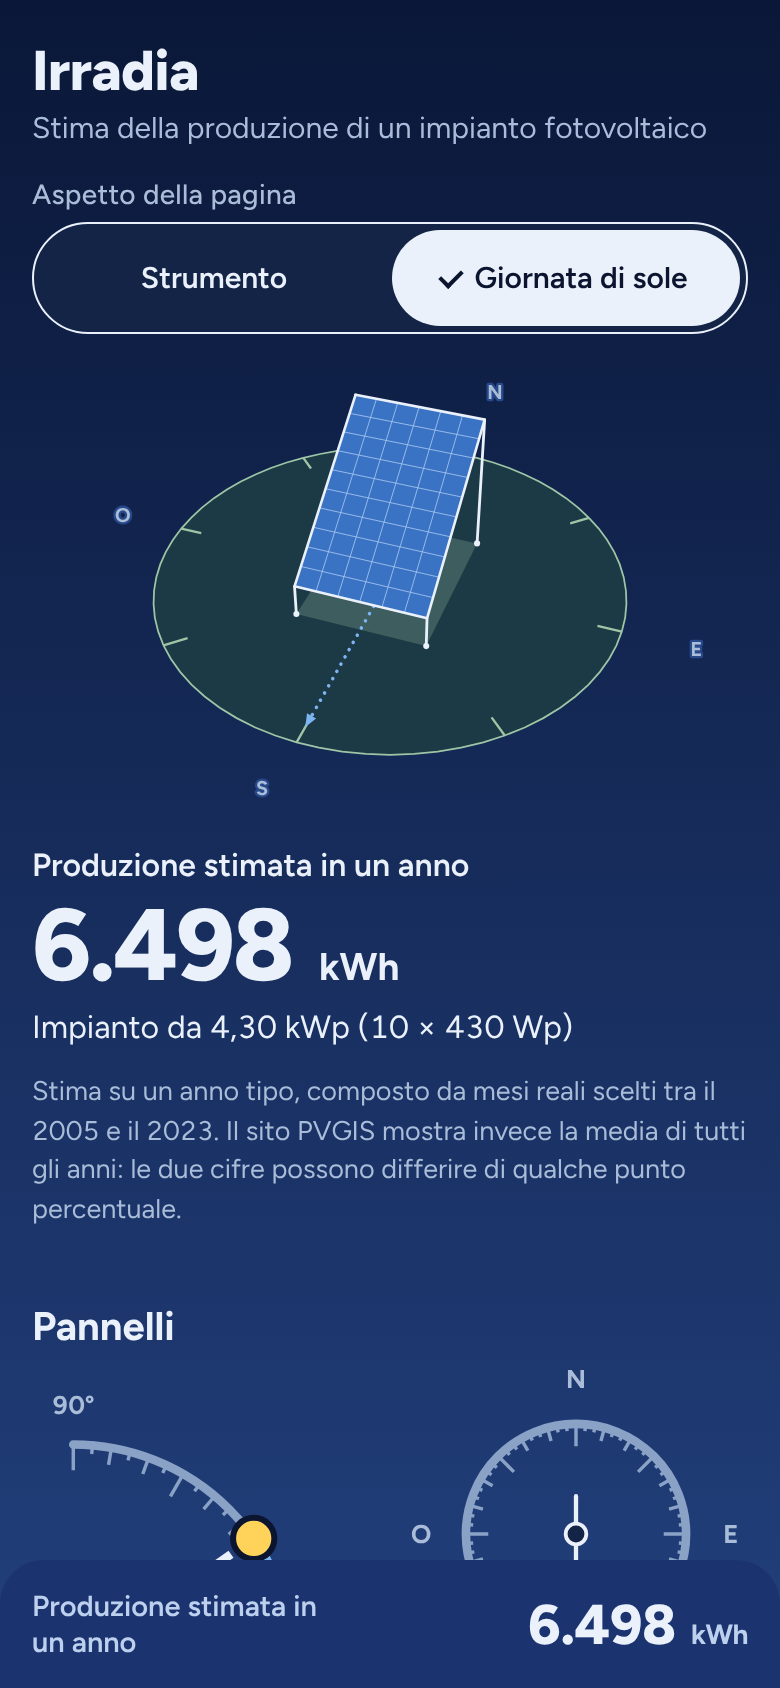 Irradia
Stima della produzione di un impianto fotovoltaico
Aspetto della pagina
Strumento
Giornata di sole
N
O
E
S
Produzione stimata in un anno
6.498 kWh
Impianto da 4,30 kWp (10 × 430 Wp)
Stima su un anno tipo, composto da mesi reali scelti tra il
2005 e il 2023. Il sito PVGIS mostra invece la media di tutti
gli anni: le due cifre possono differire di qualche punto
percentuale.
Pannelli
90°
N
O
E
Produzione stimata in
un anno
6.498 kWh